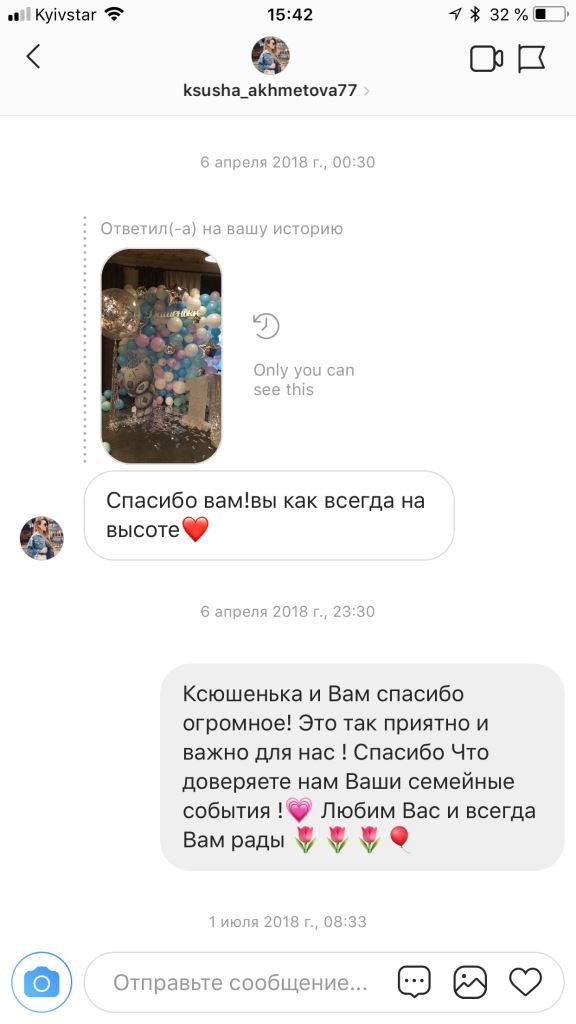 Kyivstar
15:42
32 %
ksusha_akhmetova77
6 апреля 2018 г., 00:30
Ответил(-а) на вашу историю
Only you can
see this
Спасибо вам!вы как всегда на
высоте❤️
6 апреля 2018 г., 23:30
Ксюшенька и Вам спасибо
огромное! Это так приятно и
важно для нас ! Спасибо Что
доверяете нам Ваши семейные
события !💗 Любим Вас и всегда
Вам рады 🌷🌷🌷🎈
1 июля 2018 г., 08:33
Отправьте сообщение...